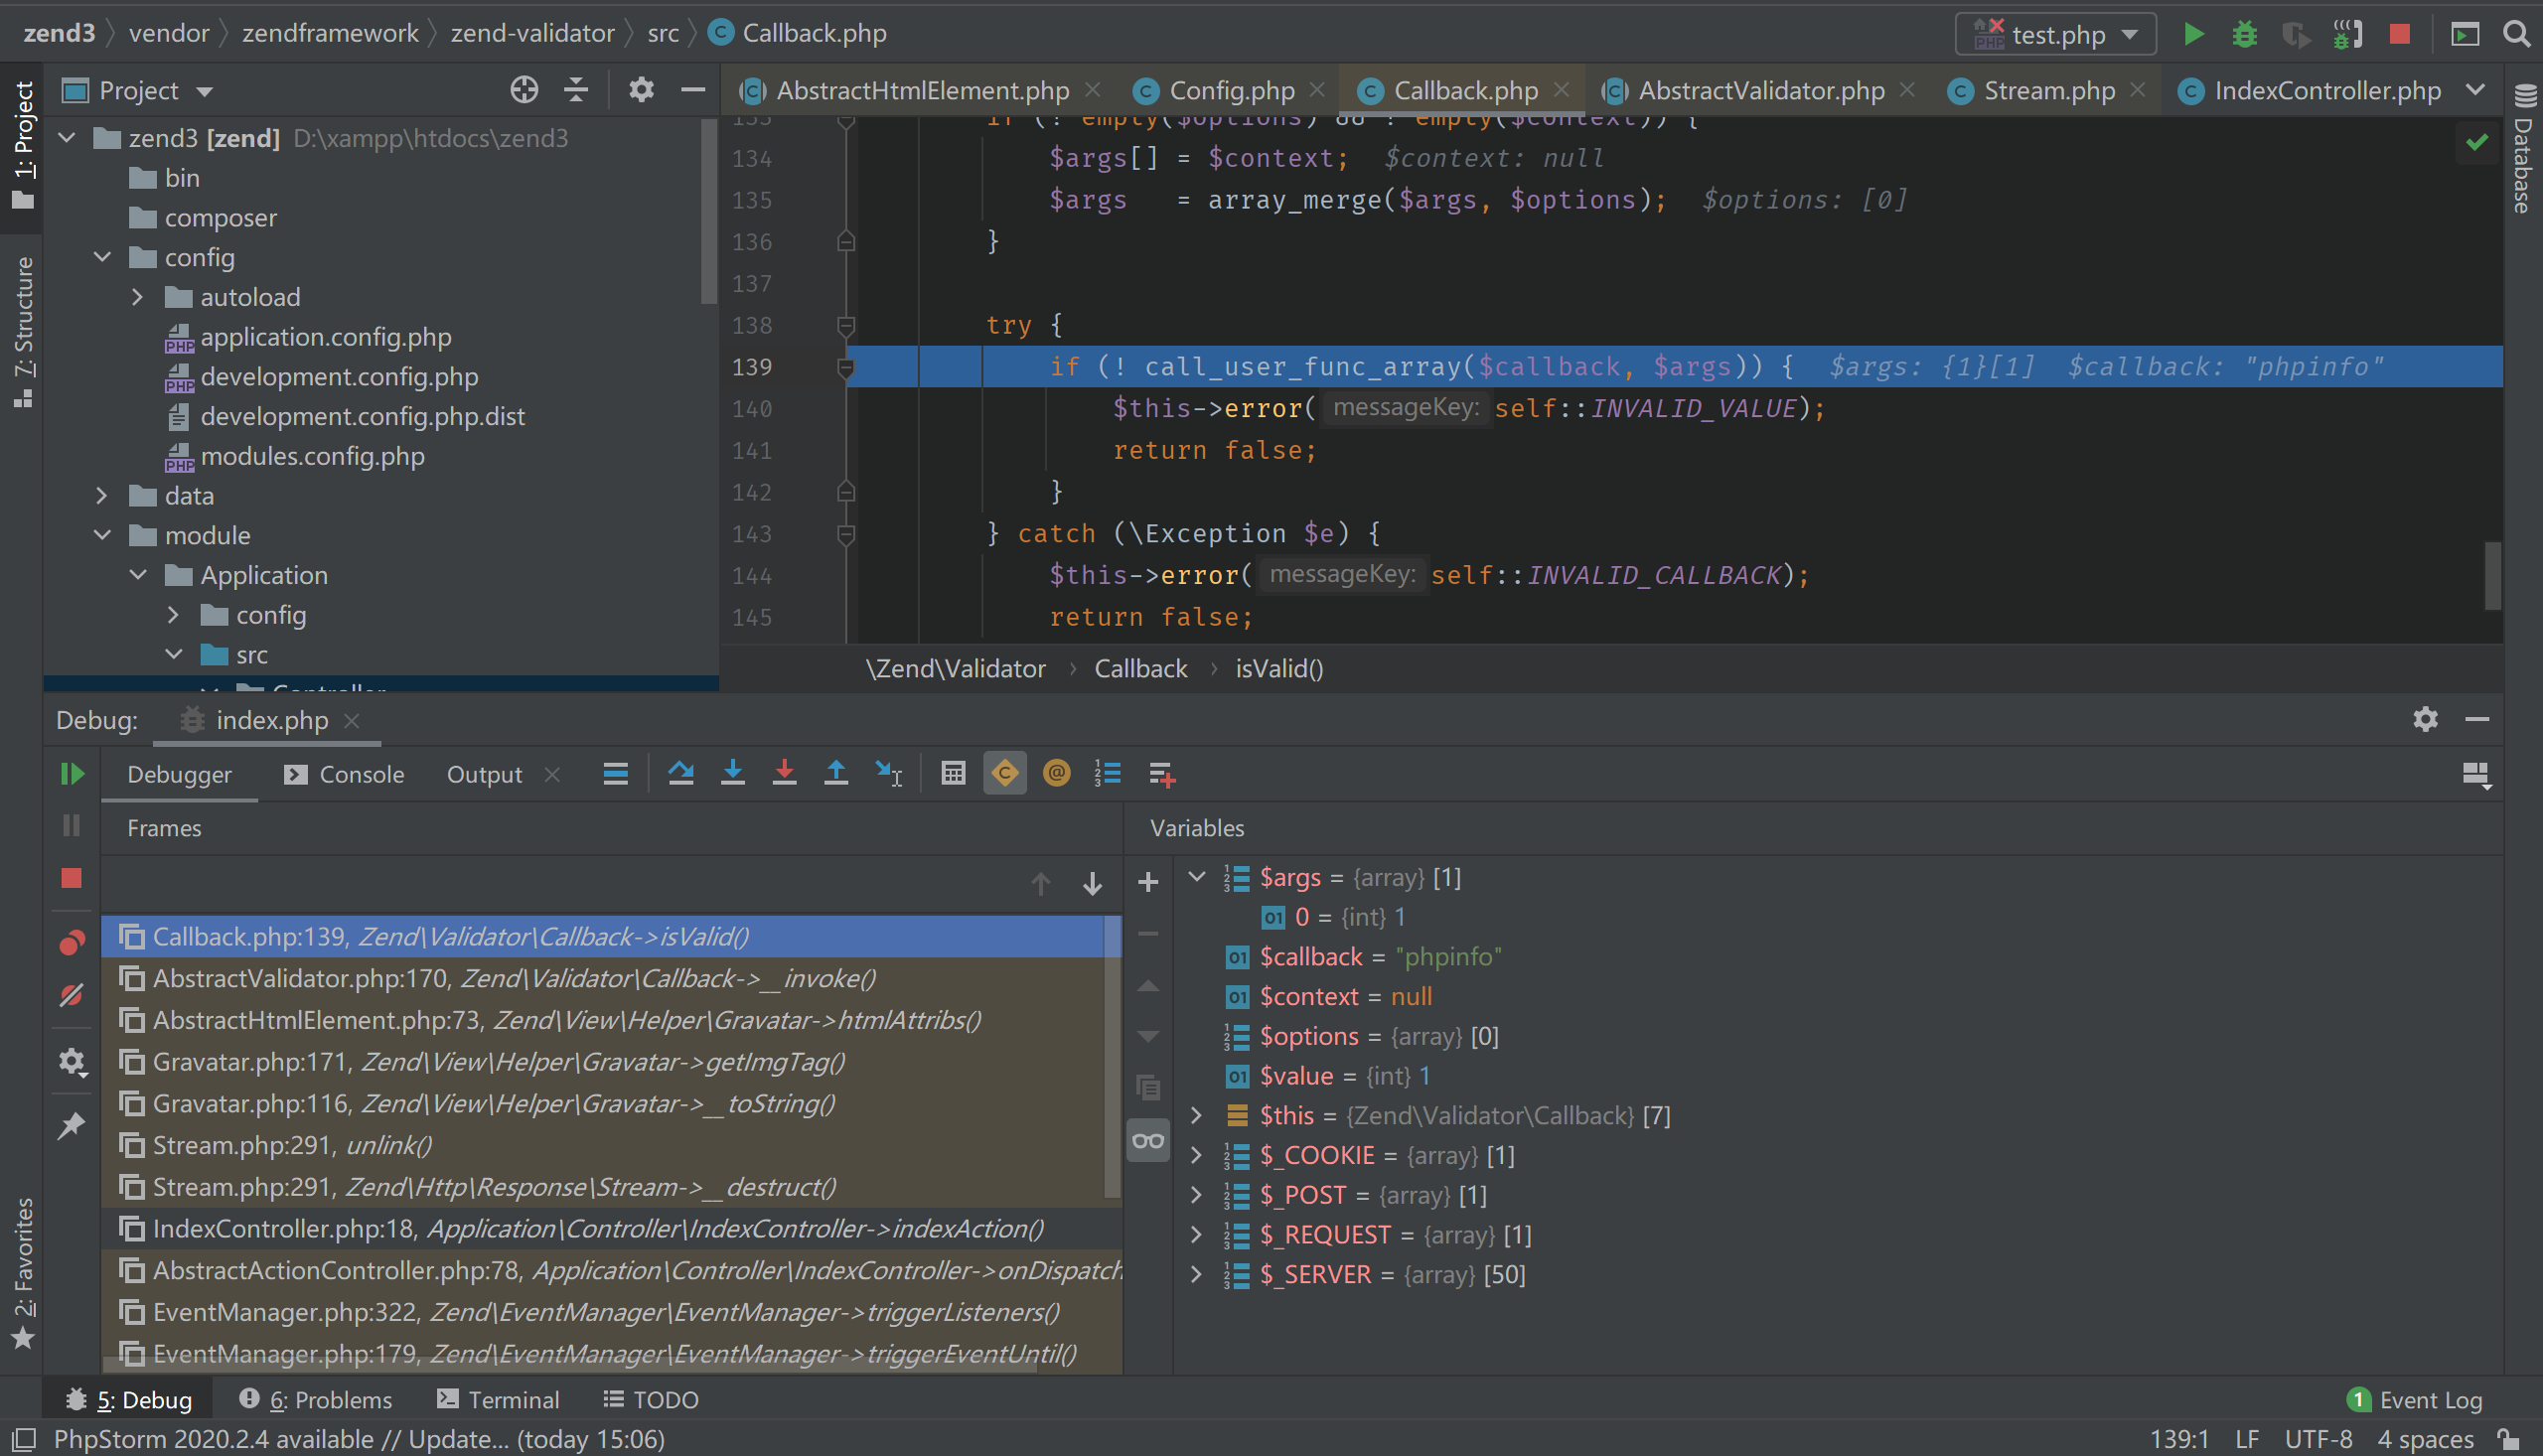 zend3 vendor zendframework zend-validator src Callback.php
test.php
1: Project
7: Structure
2: Favorites
Database
Project
AbstractHtmlElement.php Config.php Callback.php AbstractValidator.php Stream.php IndexController.php
zend3 [zend] D:\xampp\htdocs\zend3
bin
composer
config
autoload
application.config.php
development.config.php
development.config.php.dist
modules.config.php
data
module
Application
config
src
Controller
133 if (! empty($options) && ! empty($context)) {
134 $args[] = $context; $context: null
135 $args = array_merge($args, $options); $options: [0]
136 }
137
138 try {
139 if (! call_user_func_array($callback, $args)) { $args: {1}[1] $callback: "phpinfo"
140 $this->error( messageKey: self::INVALID_VALUE);
141 return false;
142 }
143 } catch (\Exception $e) {
144 $this->error( messageKey: self::INVALID_CALLBACK);
145 return false;
\Zend\Validator › Callback › isValid()
Debug: index.php
Debugger Console Output
Frames
Callback.php:139, Zend\Validator\Callback->isValid()
AbstractValidator.php:170, Zend\Validator\Callback->__invoke()
AbstractHtmlElement.php:73, Zend\View\Helper\Gravatar->htmlAttribs()
Gravatar.php:171, Zend\View\Helper\Gravatar->getImgTag()
Gravatar.php:116, Zend\View\Helper\Gravatar->__toString()
Stream.php:291, unlink()
Stream.php:291, Zend\Http\Response\Stream->__destruct()
IndexController.php:18, Application\Controller\IndexController->indexAction()
AbstractActionController.php:78, Application\Controller\IndexController->onDispatch
EventManager.php:322, Zend\EventManager\EventManager->triggerListeners()
EventManager.php:179, Zend\EventManager\EventManager->triggerEventUntil()
Variables
$args = {array} [1]
0 = {int} 1
$callback = "phpinfo"
$context = null
$options = {array} [0]
$value = {int} 1
$this = {Zend\Validator\Callback} [7]
$_COOKIE = {array} [1]
$_POST = {array} [1]
$_REQUEST = {array} [1]
$_SERVER = {array} [50]
5: Debug 6: Problems Terminal TODO
1 Event Log
PhpStorm 2020.2.4 available // Update... (today 15:06)
139:1 LF UTF-8 4 spaces